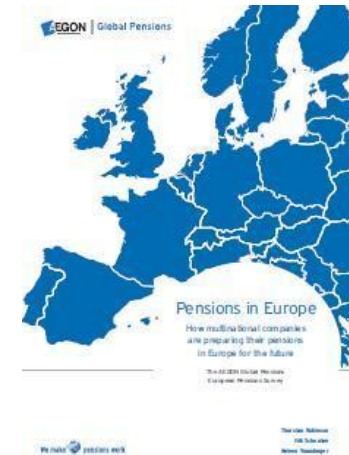 AEGON | Global Pensions
Pensions in Europe
How multinational companies
are preparing their pensions
in Europe for the future
The AEGON Global Pensions
European Pensions Survey
We make pensions work